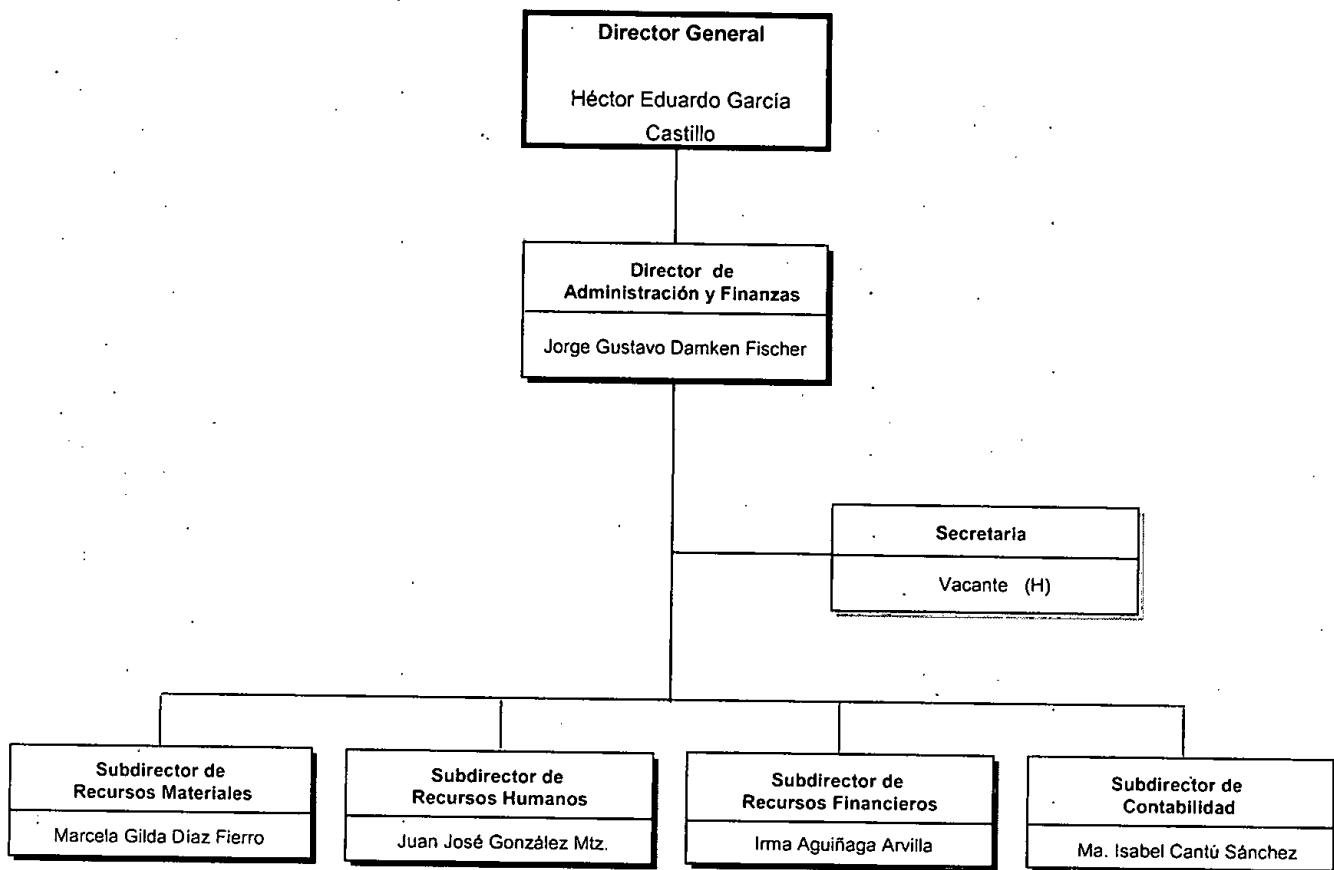 Director General
Héctor Eduardo García
Castillo
Director de
Administración y Finanzas
Jorge Gustavo Damken Fischer
Secretaria
Vacante (H)
Subdirector de
Recursos Materiales
Marcela Gilda Díaz Fierro
Subdirector de
Recursos Humanos
Juan José González Mtz.
Subdirector de
Recursos Financieros
Irma Aguiñaga Arvilla
Subdirector de
Contabilidad
Ma. Isabel Cantú Sánchez